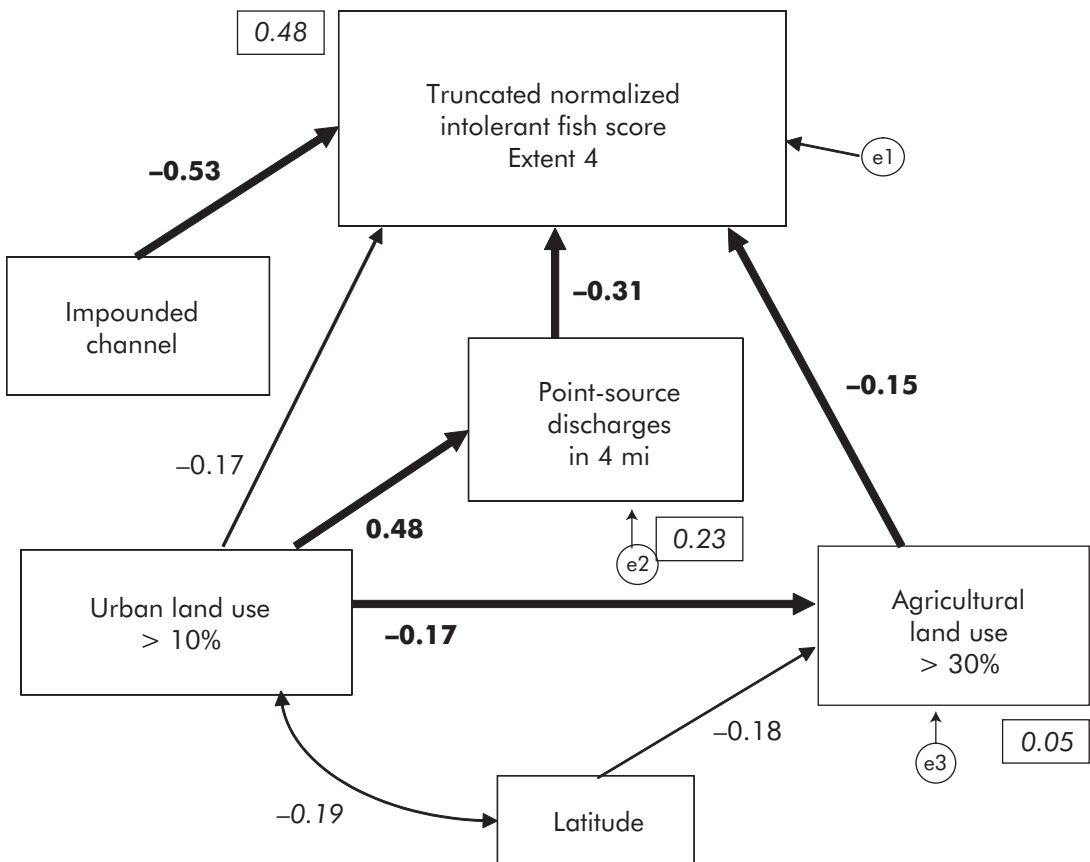 0.48
Truncated normalized
intolerant fish score
Extent 4
e1
–0.53
Impounded
channel
–0.31
Point-source
discharges
in 4 mi
–0.15
–0.17
0.48
e2
0.23
Urban land use
> 10%
–0.17
Agricultural
land use
> 30%
–0.18
e3
0.05
–0.19
Latitude